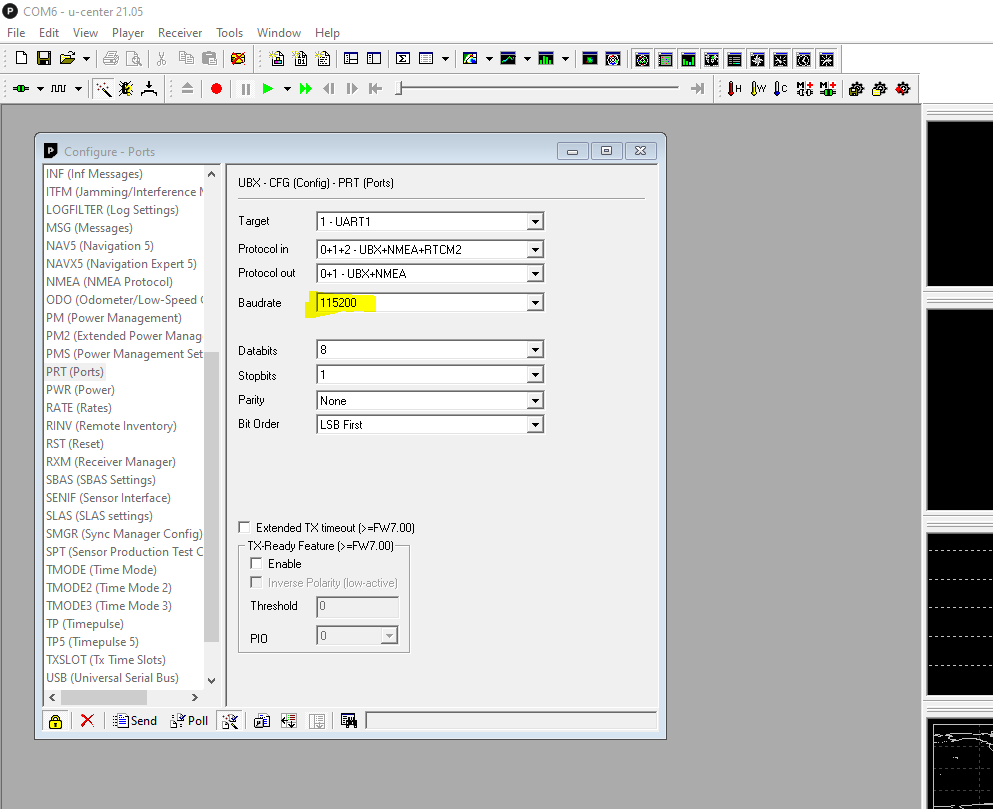 COM6 - u-center 21.05
File Edit View Player Receiver Tools Window Help
H W C
Configure - Ports
INF (Inf Messages)
ITFM (Jamming/Interference M
LOGFILTER (Log Settings)
MSG (Messages)
NAV5 (Navigation 5)
NAVX5 (Navigation Expert 5)
NMEA (NMEA Protocol)
ODO (Odometer/Low-Speed C
PM (Power Management)
PM2 (Extended Power Manag
PMS (Power Management Set
PRT (Ports)
PWR (Power)
RATE (Rates)
RINV (Remote Inventory)
RST (Reset)
RXM (Receiver Manager)
SBAS (SBAS Settings)
SENIF (Sensor Interface)
SLAS (SLAS settings)
SMGR (Sync Manager Config)
SPT (Sensor Production Test C
TMODE (Time Mode)
TMODE2 (Time Mode 2)
TMODE3 (Time Mode 3)
TP (Timepulse)
TP5 (Timepulse 5)
TXSLOT (Tx Time Slots)
USB (Universal Serial Bus)
UBX - CFG (Config) - PRT (Ports)
Target 1 - UART1
Protocol in 0+1+2 - UBX+NMEA+RTCM2
Protocol out 0+1 - UBX+NMEA
Baudrate 115200
Databits 8
Stopbits 1
Parity None
Bit Order LSB First
Extended TX timeout (>=FW7.00)
TX-Ready Feature (>=FW7.00)
Enable
Inverse Polarity (low-active)
Threshold 0
PIO 0
Send Poll